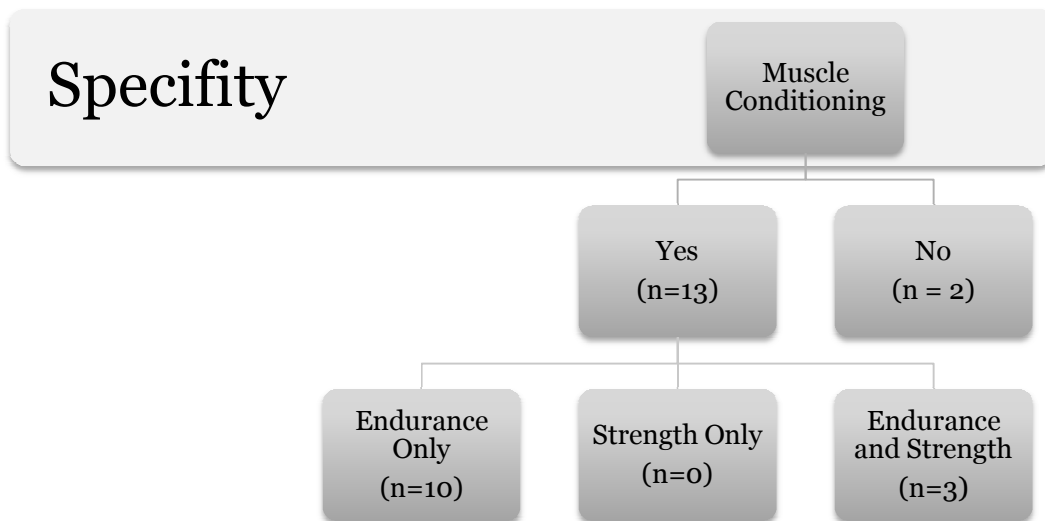 Specifity
Muscle
Conditioning
Yes
(n=13)
No
(n = 2)
Endurance
Only
(n=10)
Strength Only
(n=0)
Endurance
and Strength
(n=3)